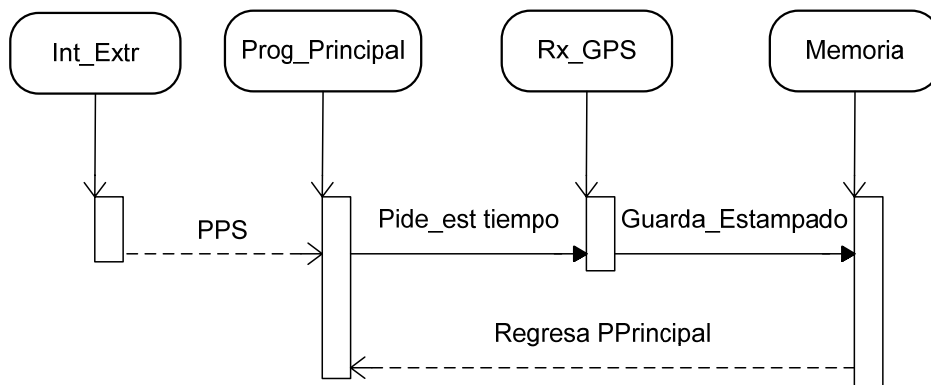 Int_Extr
Prog_Principal
Rx_GPS
Memoria
PPS
Pide_est tiempo
Guarda_Estampado
Regresa PPrincipal